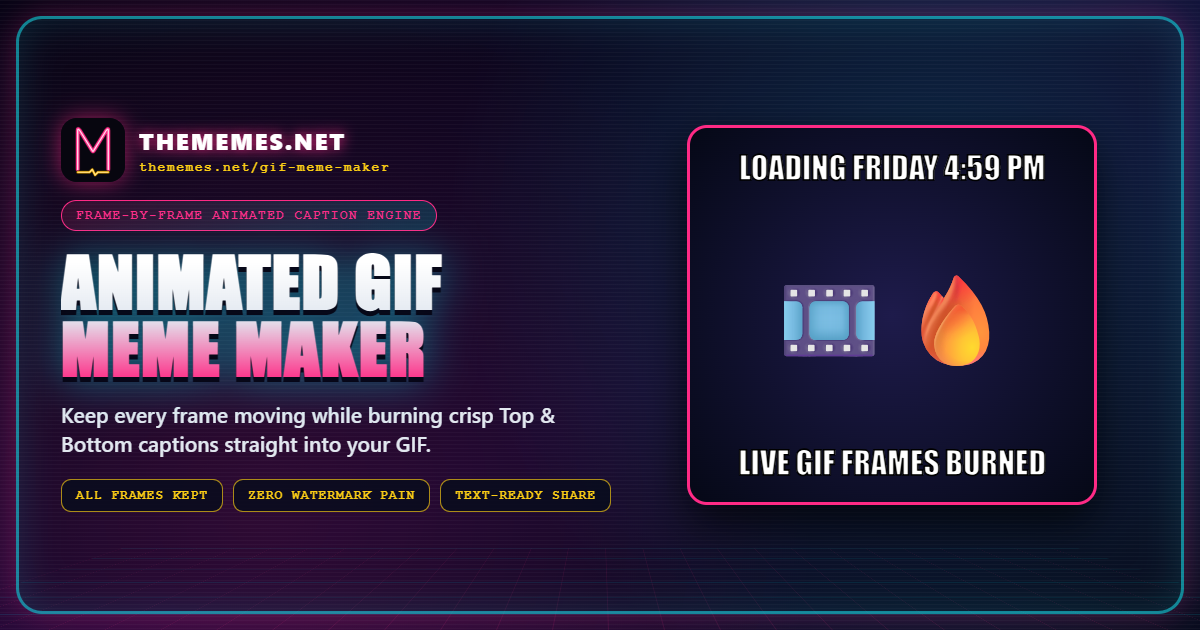 THEMEMES.NET
thememes.net/gif-meme-maker
FRAME-BY-FRAME ANIMATED CAPTION ENGINE
ANIMATED GIF
MEME MAKER
Keep every frame moving while burning crisp Top &
Bottom captions straight into your GIF.
ALL FRAMES KEPT
ZERO WATERMARK PAIN
TEXT-READY SHARE
LOADING FRIDAY 4:59 PM
LIVE GIF FRAMES BURNED